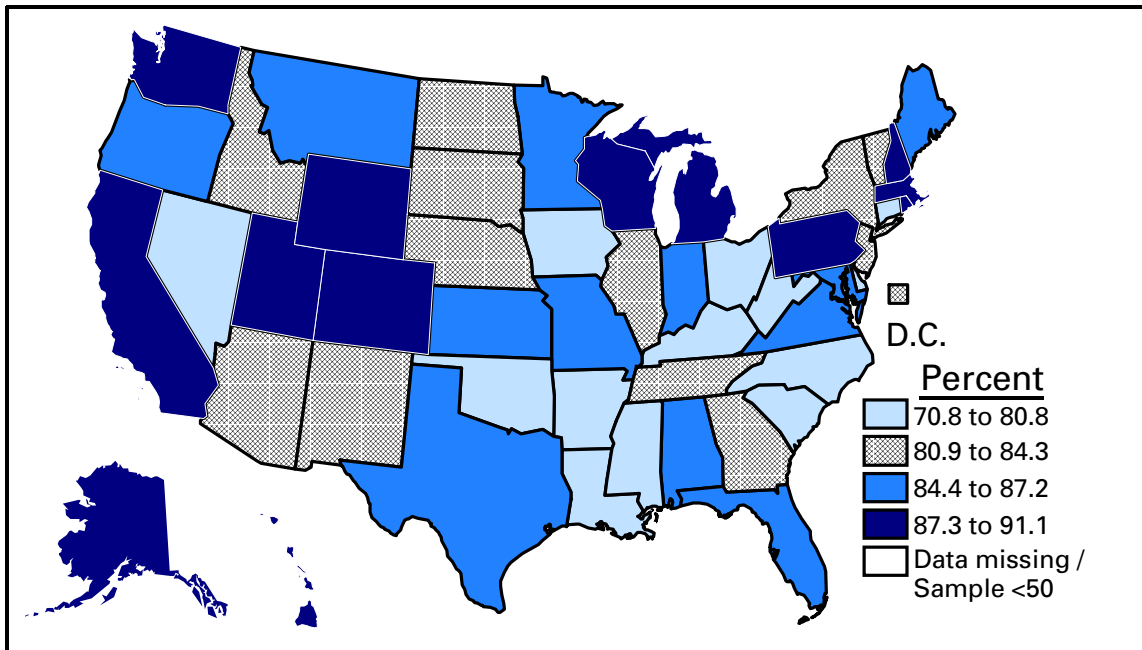 D.C.
Percent
70.8 to 80.8
80.9 to 84.3
84.4 to 87.2
87.3 to 91.1
Data missing /
Sample <50